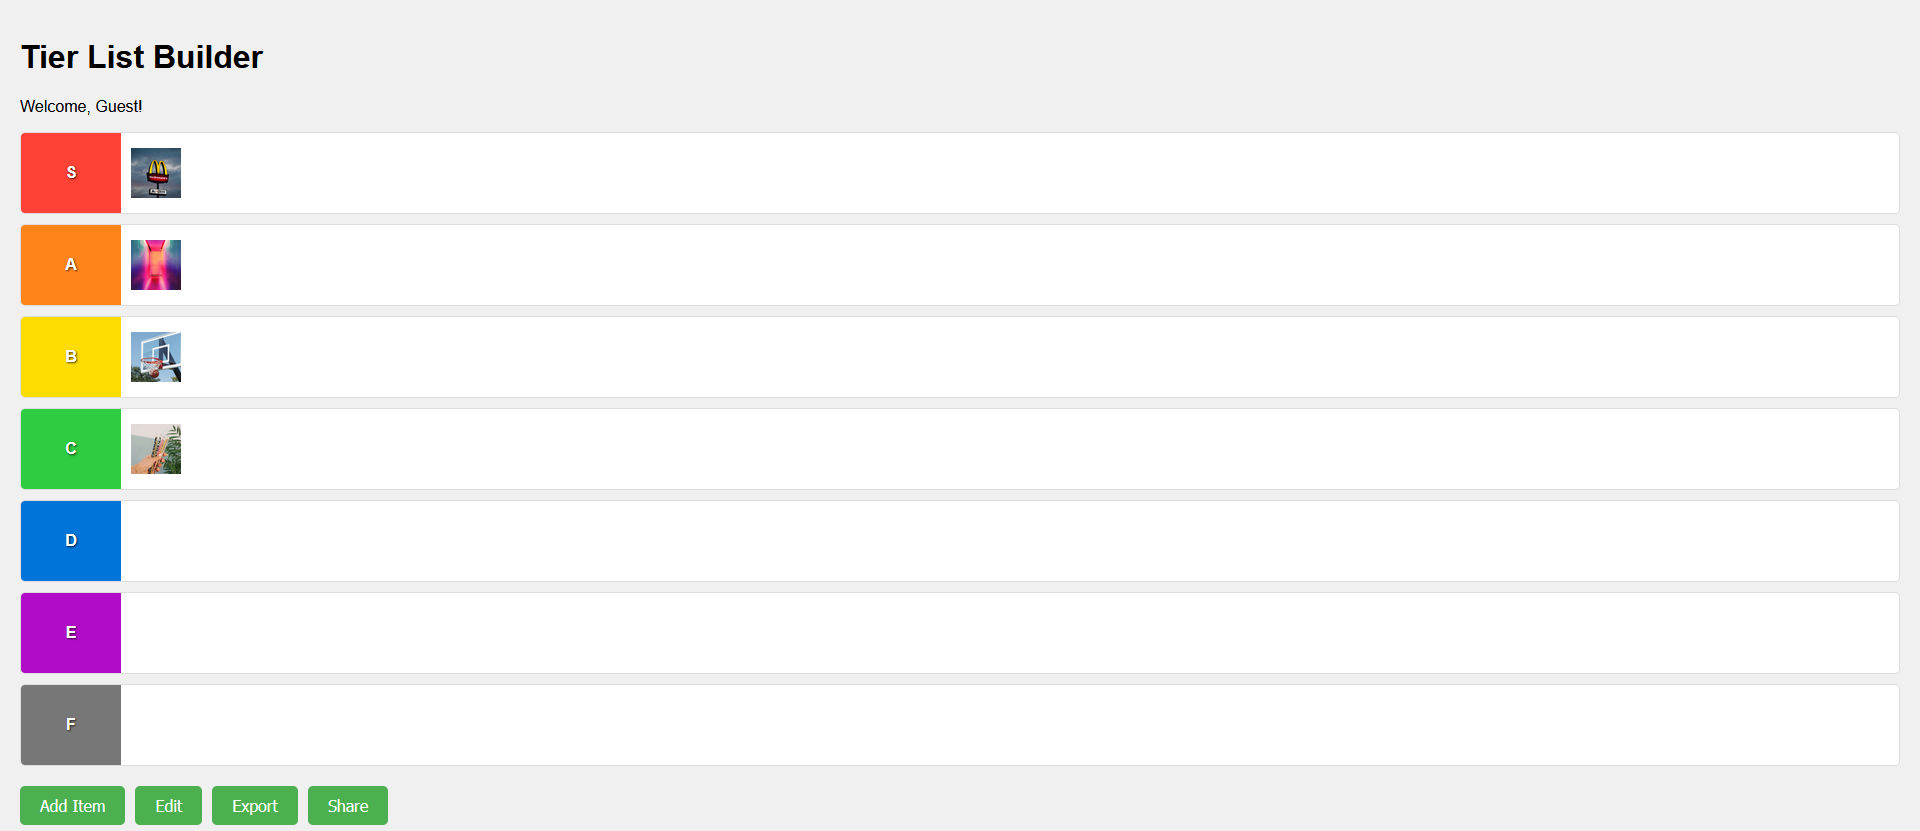 Tier List Builder
Welcome, Guest!
S
A
B
C
D
E
F
Add Item
Edit
Export
Share